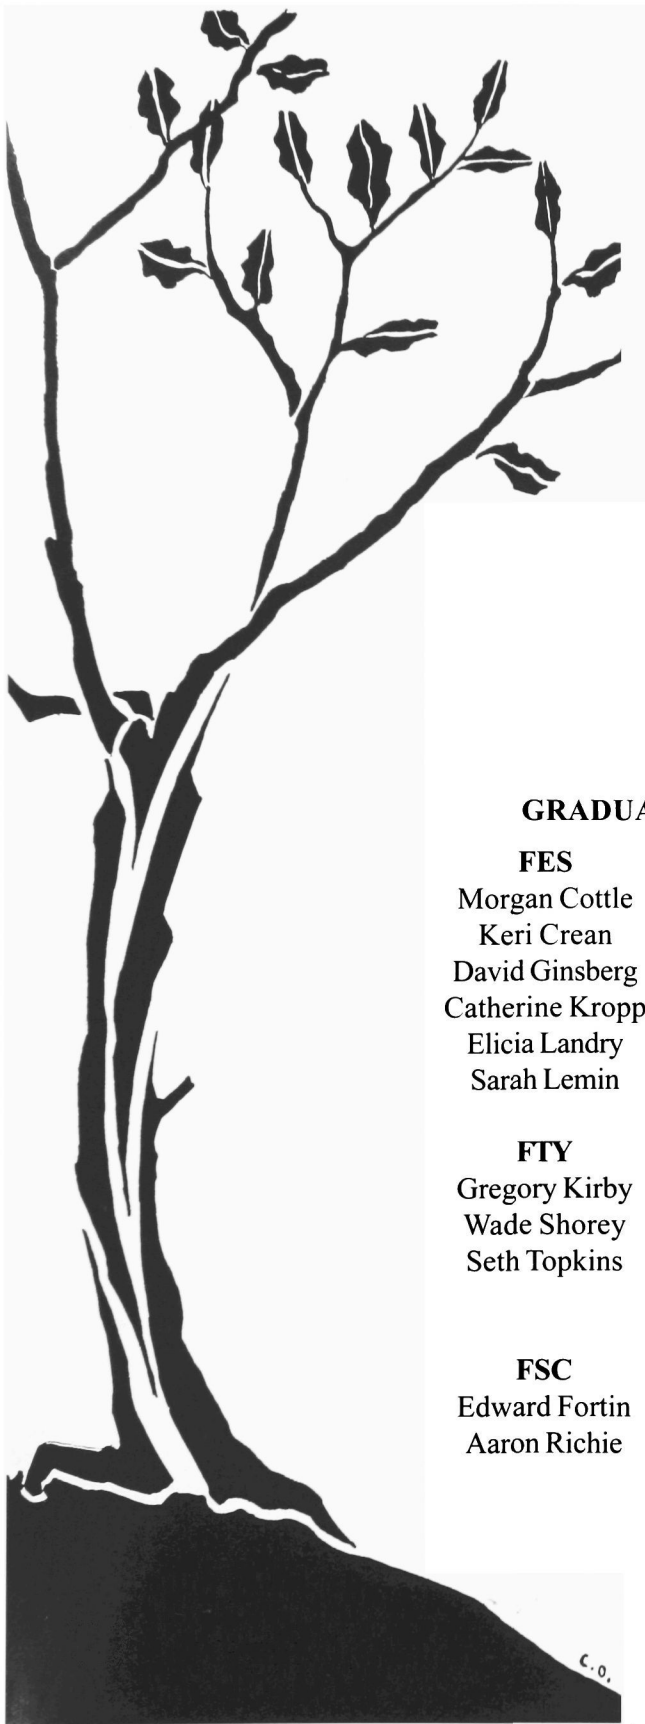 GRADUA
FES
Morgan Cottle
Keri Crean
David Ginsberg
Catherine Kropp
Elicia Landry
Sarah Lemin
FTY
Gregory Kirby
Wade Shorey
Seth Topkins
FSC
Edward Fortin
Aaron Richie
C.O.